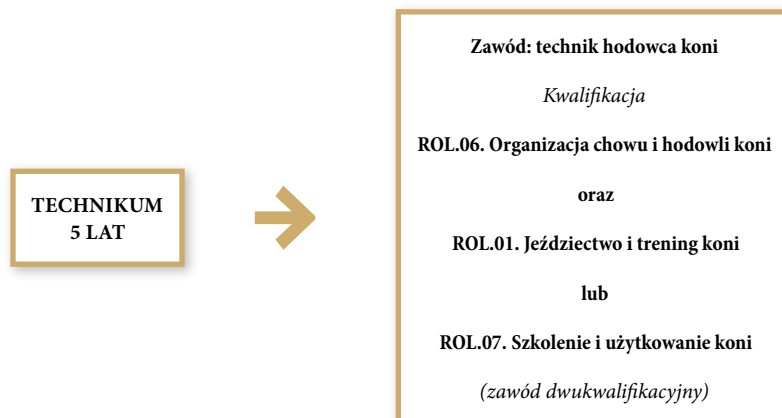 TECHNIKUM
5 LAT
Zawód: technik hodowca koni
Kwalifikacja
ROL.06. Organizacja chowu i hodowli koni
oraz
ROL.01. Jeździectwo i trening koni
lub
ROL.07. Szkolenie i użytkowanie koni
(zawód dwukwalifikacyjny)